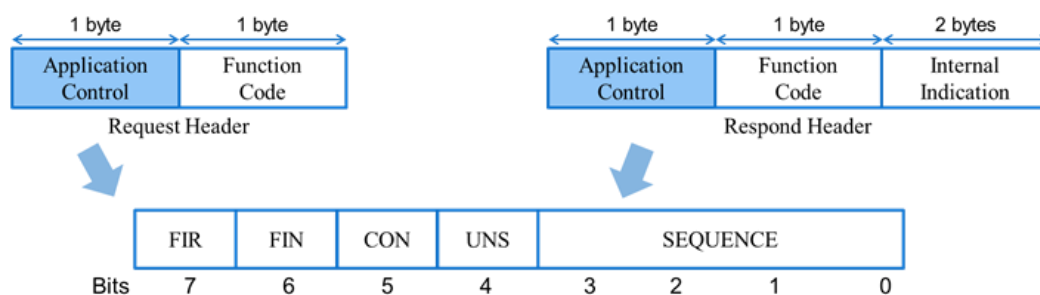 1 byte 1 byte
Application Control Function Code
Request Header
1 byte 1 byte 2 bytes
Application Control Function Code Internal Indication
Respond Header
FIR FIN CON UNS SEQUENCE
Bits 7 6 5 4 3 2 1 0